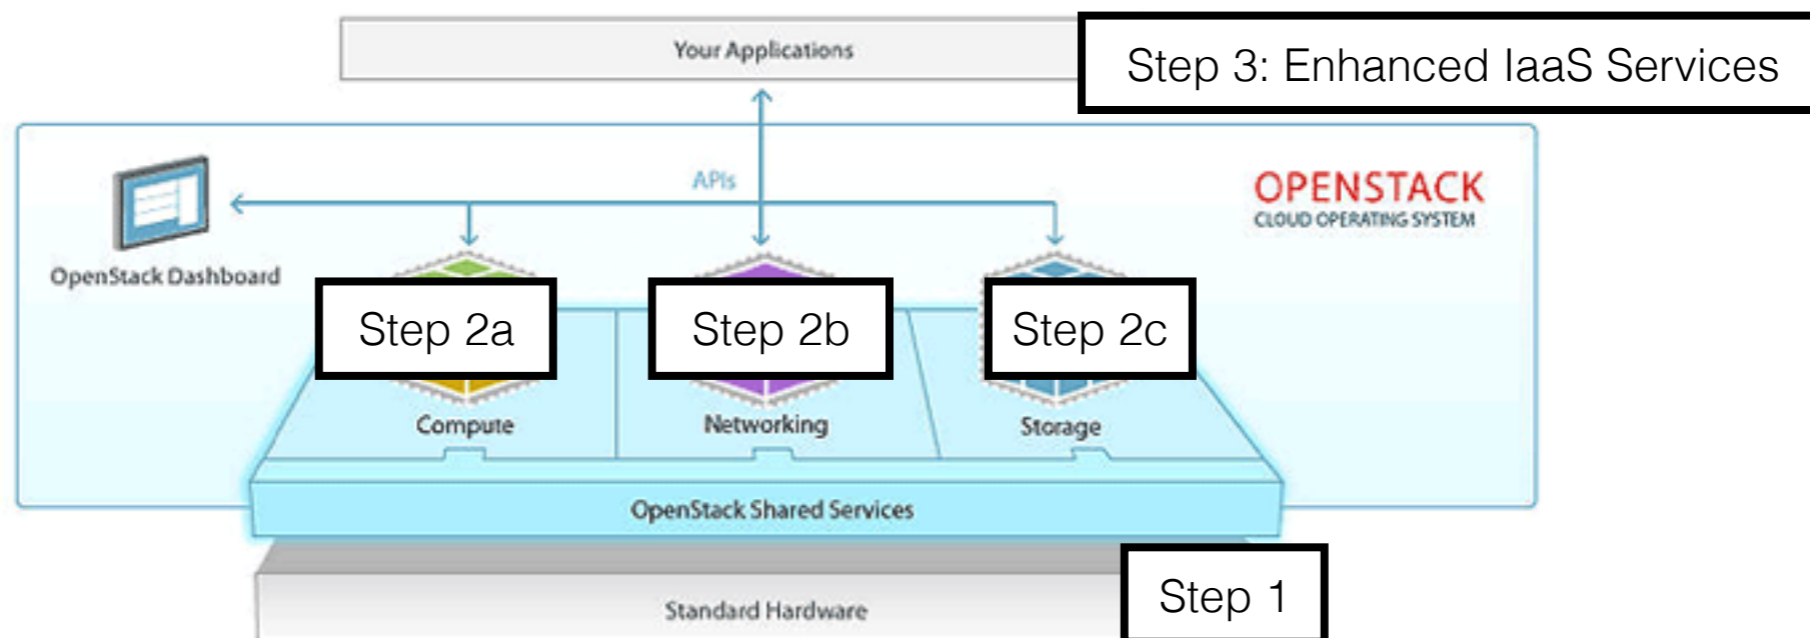 Your Applications
Step 3: Enhanced IaaS Services
APIs
OPENSTACK
CLOUD OPERATING SYSTEM
OpenStack Dashboard
Step 2a
Step 2b
Step 2c
Compute
Networking
Storage
OpenStack Shared Services
Step 1
Standard Hardware